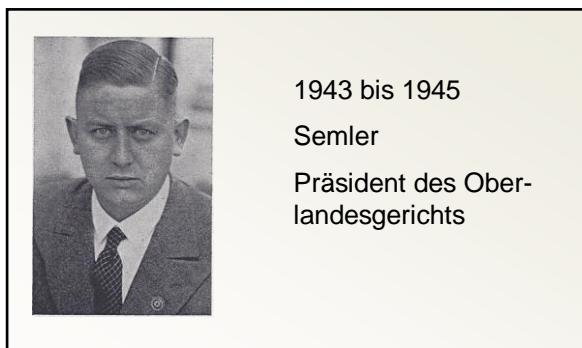 1943 bis 1945
Semler
Präsident des Ober-
landesgerichts